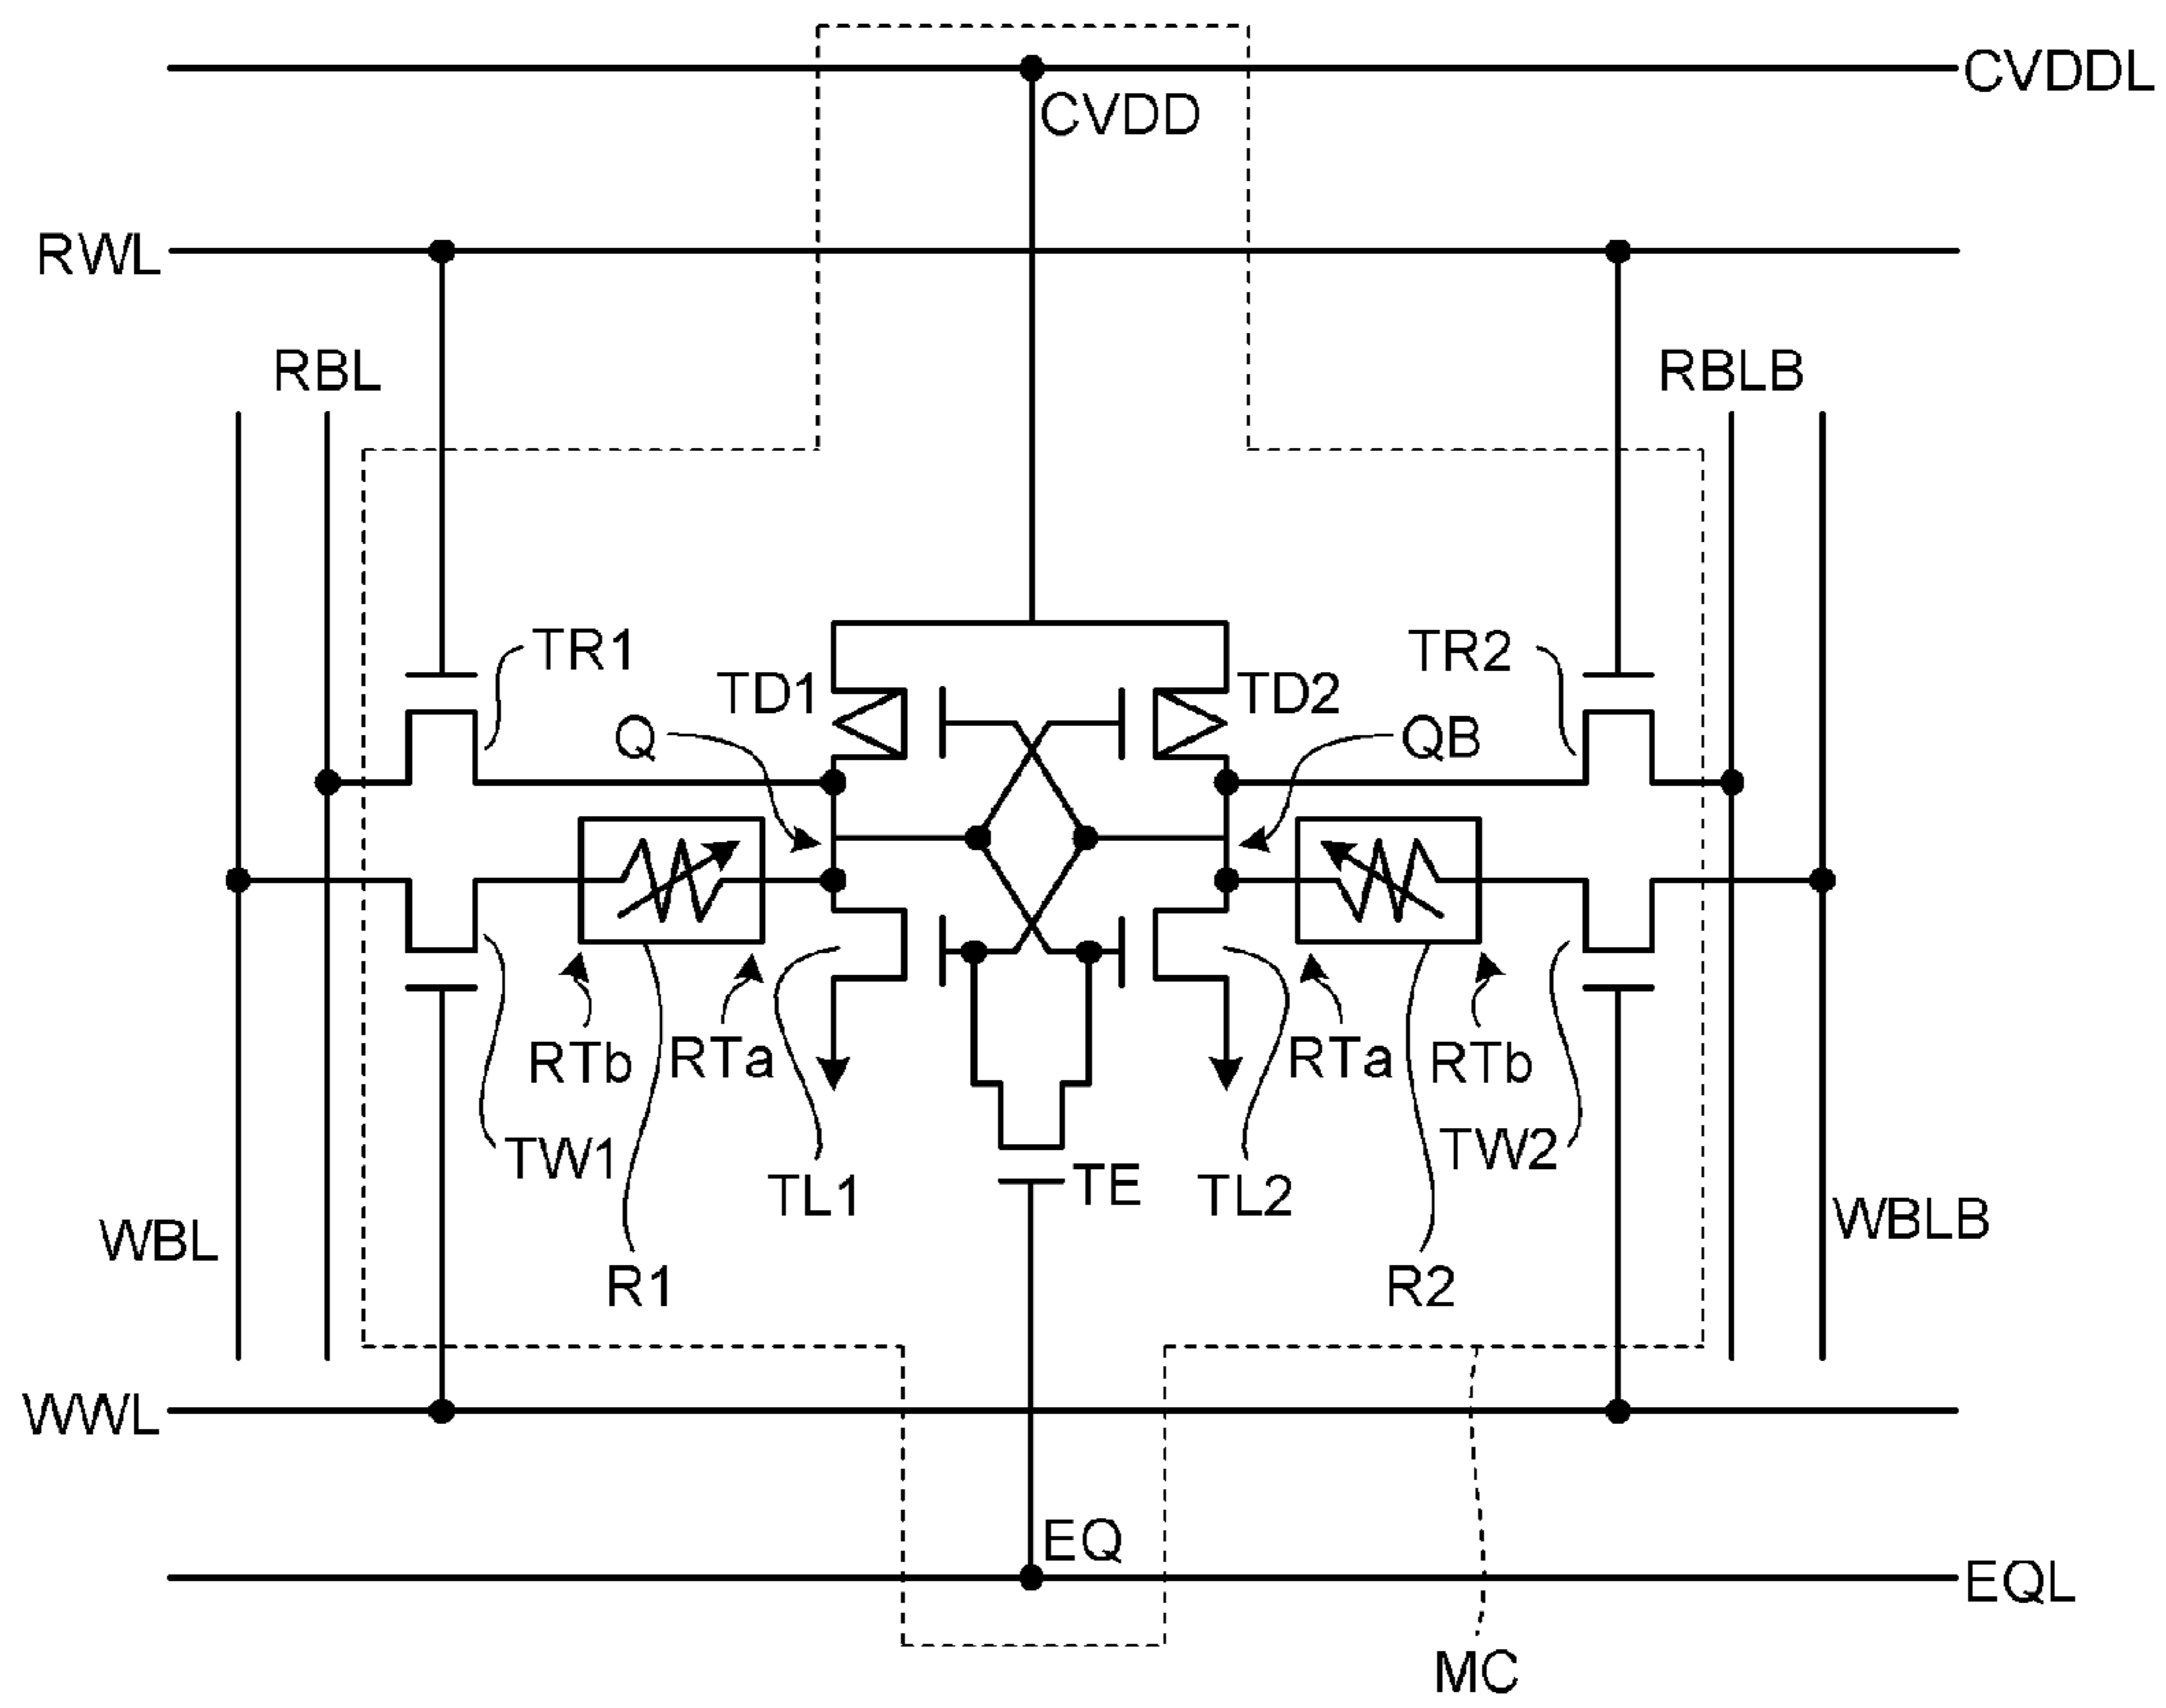 CVDDL
CVDD
RWL
RBL
RBLB
TR1
TR2
TD1
TD2
Q
QB
RTb
RTa
RTa
RTb
TW1
TW2
TL1
TE
TL2
WBL
WBLB
R1
R2
WWL
EQ
EQL
MC